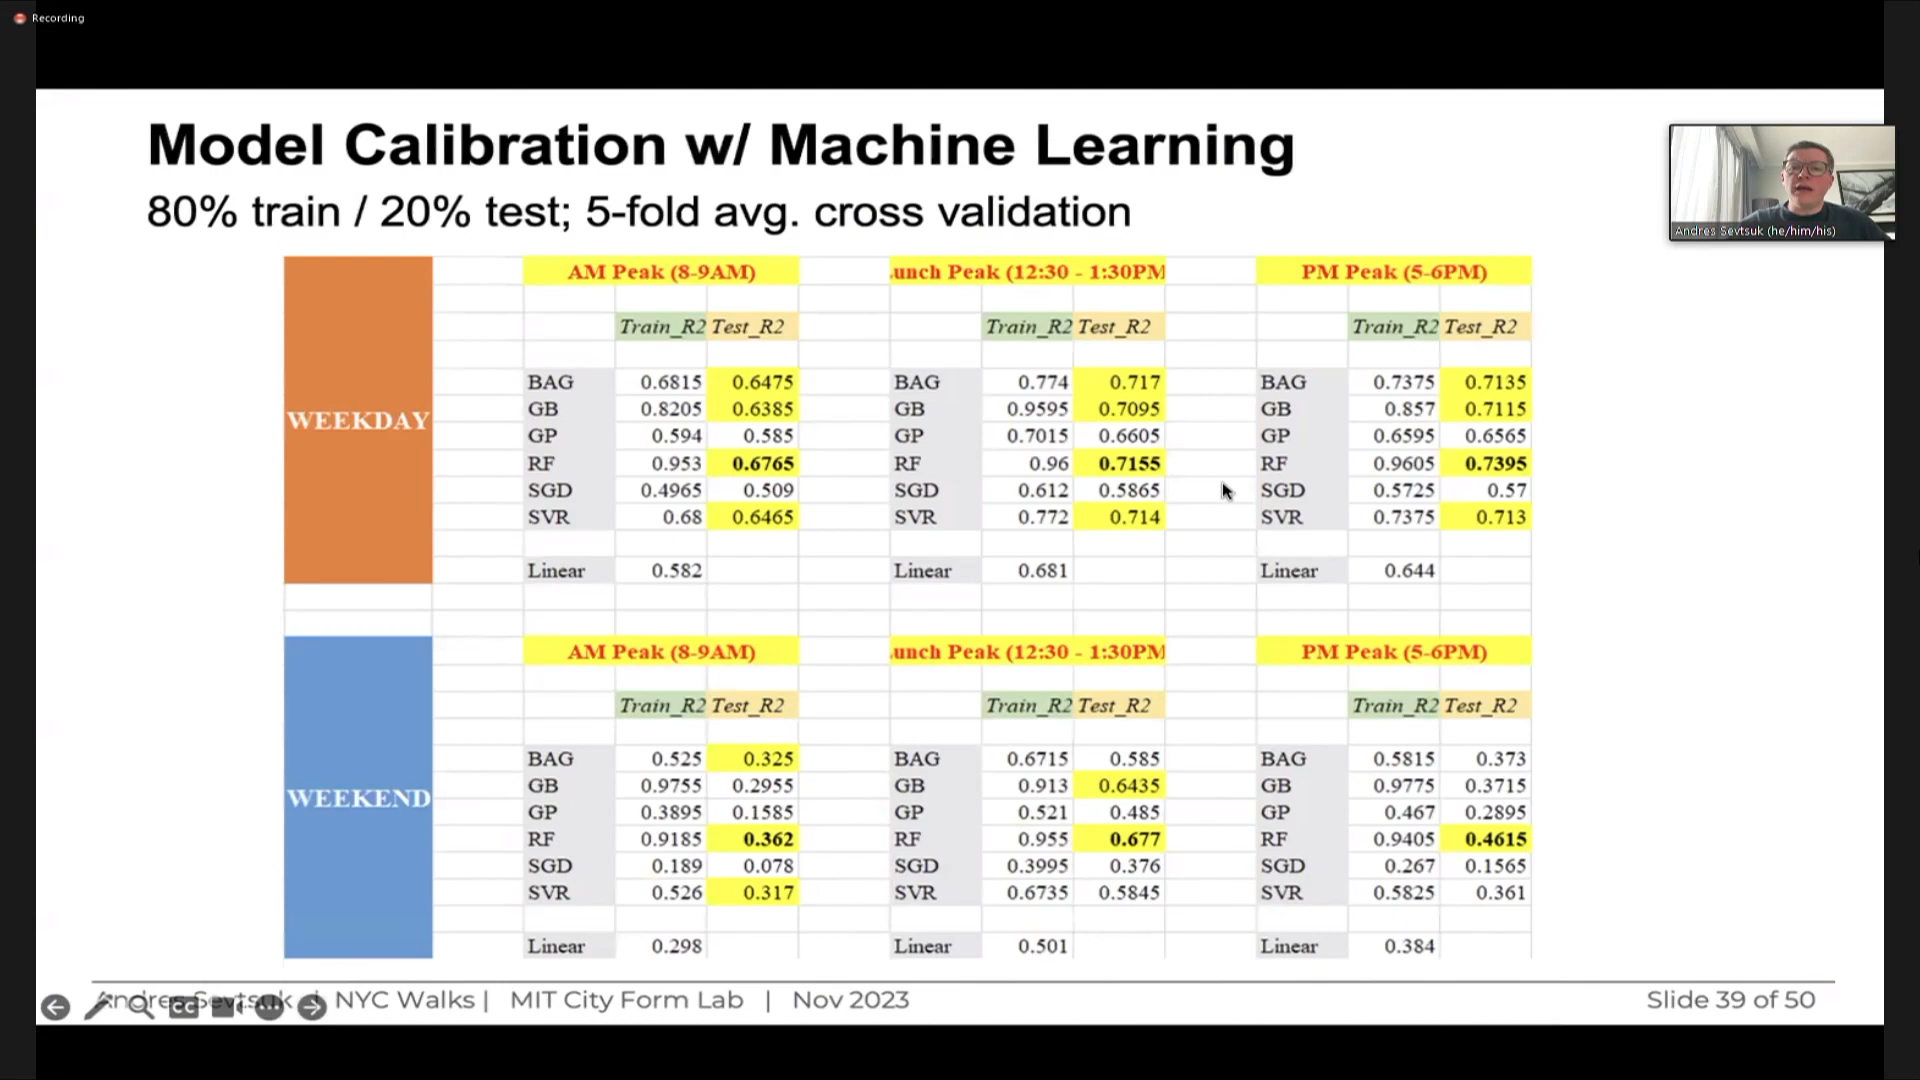 Recording
Model Calibration w/ Machine Learning
80% train / 20% test; 5-fold avg. cross validation
Andres Sevtsuk (he/him/his)
WEEKDAY
AM Peak (8-9AM) unch Peak (12:30 - 1:30PM PM Peak (5-6PM)
Train_R2 Test_R2 Train_R2 Test_R2 Train_R2 Test_R2
BAG 0.6815 0.6475 BAG 0.774 0.717 BAG 0.7375 0.7135
GB 0.8205 0.6385 GB 0.9595 0.7095 GB 0.857 0.7115
GP 0.594 0.585 GP 0.7015 0.6605 GP 0.6595 0.6565
RF 0.953 0.6765 RF 0.96 0.7155 RF 0.9605 0.7395
SGD 0.4965 0.509 SGD 0.612 0.5865 SGD 0.5725 0.57
SVR 0.68 0.6465 SVR 0.772 0.714 SVR 0.7375 0.713
Linear 0.582 Linear 0.681 Linear 0.644
WEEKEND
AM Peak (8-9AM) unch Peak (12:30 - 1:30PM PM Peak (5-6PM)
Train_R2 Test_R2 Train_R2 Test_R2 Train_R2 Test_R2
BAG 0.525 0.325 BAG 0.6715 0.585 BAG 0.5815 0.373
GB 0.9755 0.2955 GB 0.913 0.6435 GB 0.9775 0.3715
GP 0.3895 0.1585 GP 0.521 0.485 GP 0.467 0.2895
RF 0.9185 0.362 RF 0.955 0.677 RF 0.9405 0.4615
SGD 0.189 0.078 SGD 0.3995 0.376 SGD 0.267 0.1565
SVR 0.526 0.317 SVR 0.6735 0.5845 SVR 0.5825 0.361
Linear 0.298 Linear 0.501 Linear 0.384
Andres Sevtsuk | NYC Walks | MIT City Form Lab | Nov 2023
CC
Slide 39 of 50